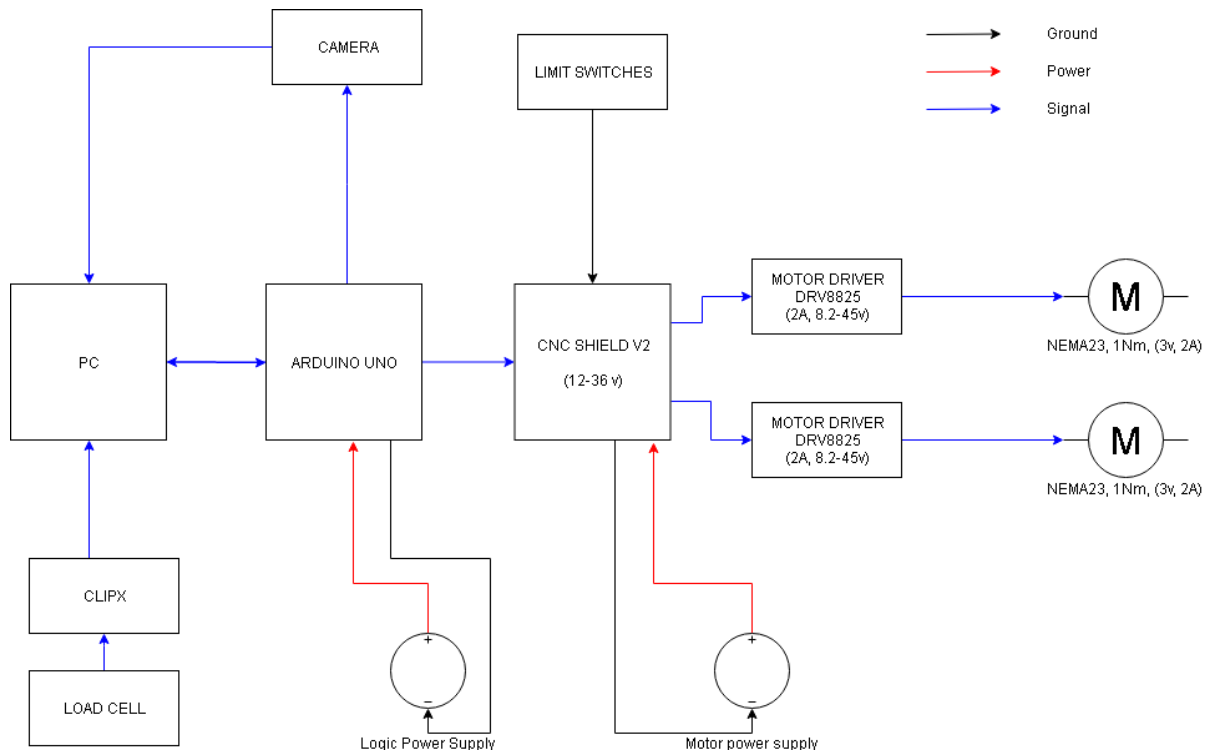 CAMERA
LIMIT SWITCHES
Ground
Power
Signal
PC
ARDUINO UNO
CNC SHIELD V2
(12-36 v)
MOTOR DRIVER
DRV8825
(2A, 8.2-45v)
M
NEMA23, 1Nm, (3v, 2A)
MOTOR DRIVER
DRV8825
(2A, 8.2-45v)
M
NEMA23, 1Nm, (3v, 2A)
CLIPX
LOAD CELL
+
−
Logic Power Supply
+
−
Motor power supply